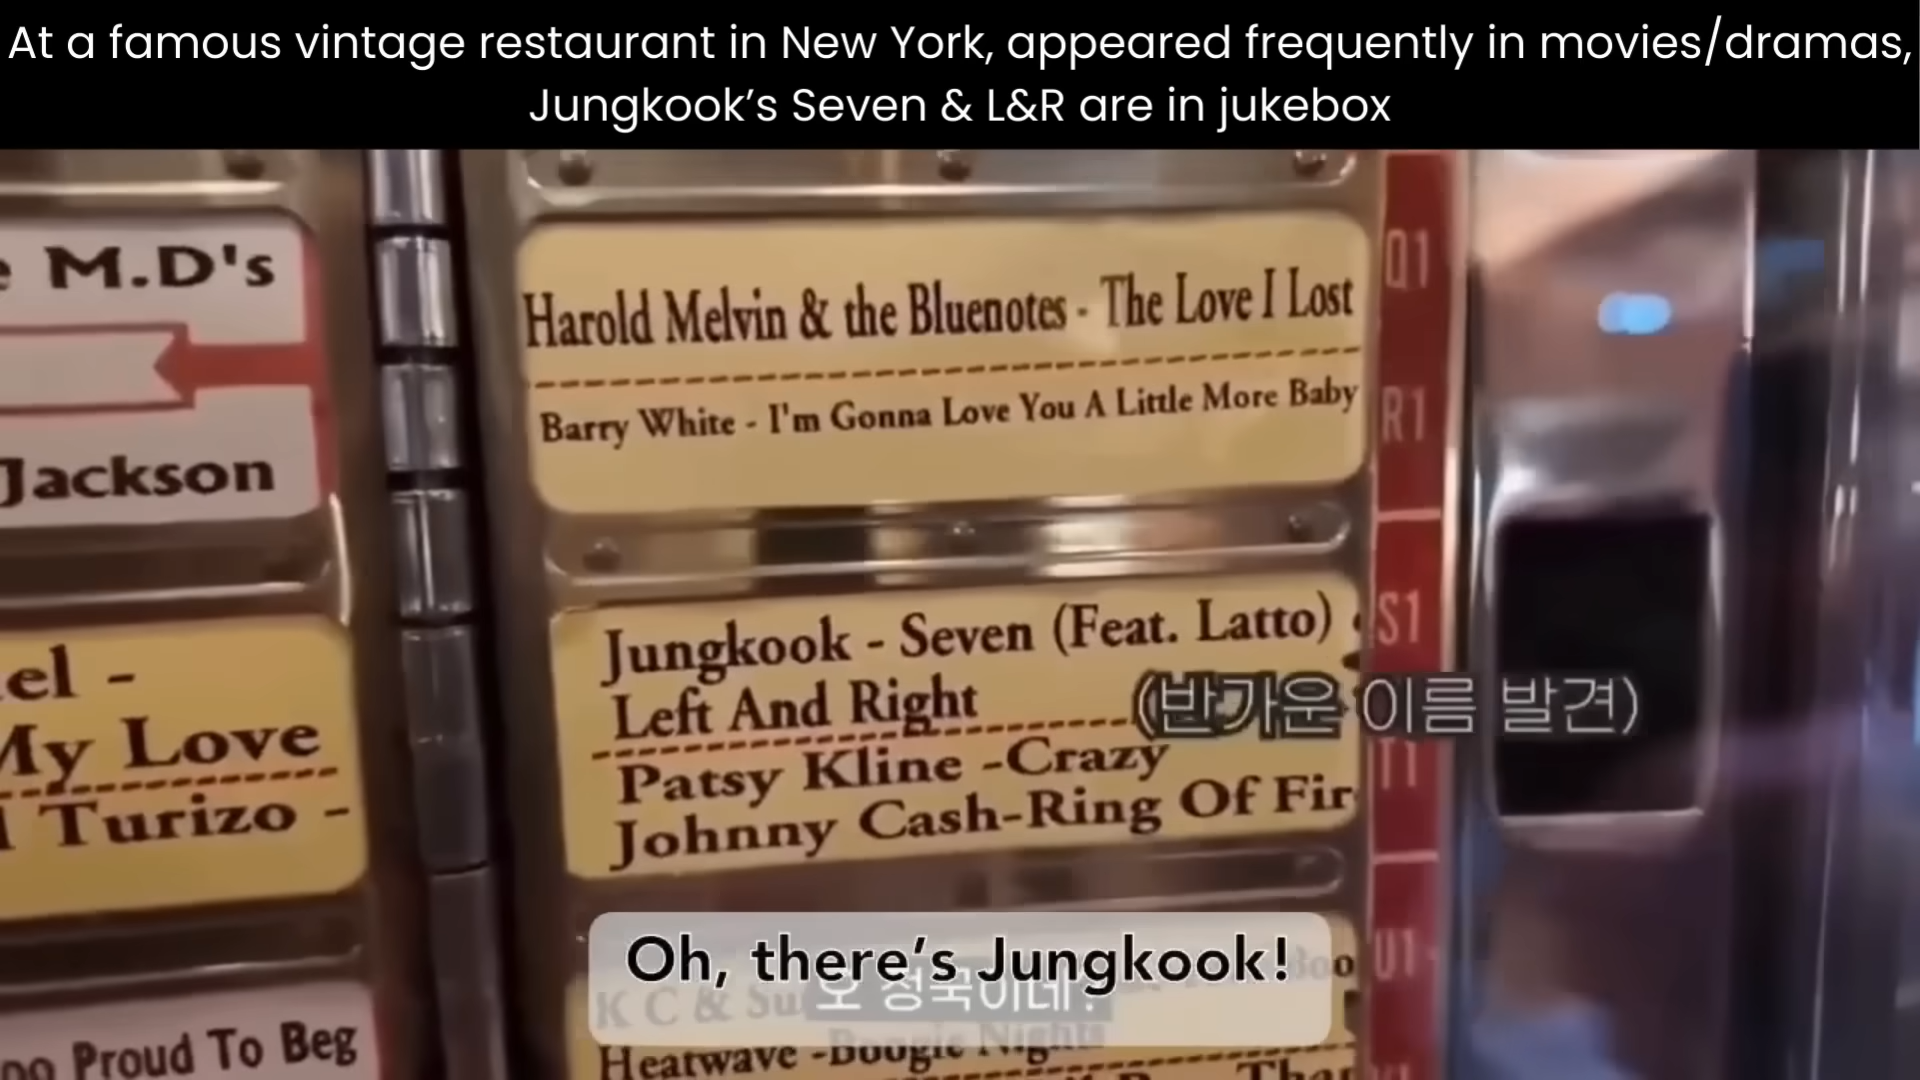 At a famous vintage restaurant in New York, appeared frequently in movies/dramas,
Jungkook’s Seven & L&R are in jukebox
M.D's
Jackson
My Love
Turizo -
Proud To Beg
Harold Melvin & the Bluenotes - The Love I Lost
Barry White - I'm Gonna Love You A Little More Baby
Jungkook - Seven (Feat. Latto)
Left And Right
Patsy Kline -Crazy
Johnny Cash-Ring Of Fir
(반가운 이름 발견)
Oh, there’s Jungkook!
오 정국이네?
K C & Su
Heatwave -Boogie Nights
Q1
R1
S1
T1
U1